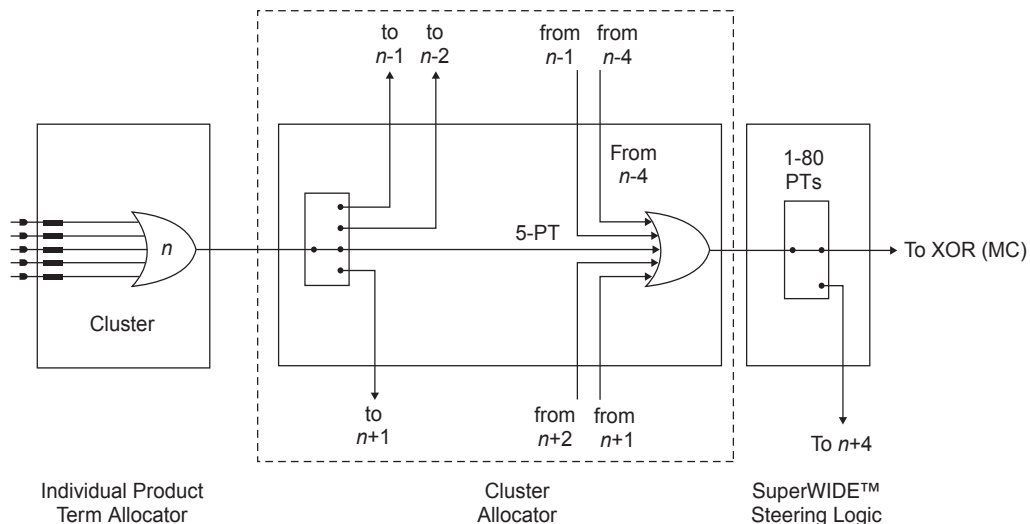 to
n-1
to
n-2
from
n-1
from
n-4
From
n-4
1-80
PTs
n
5-PT
To XOR (MC)
Cluster
to
n+1
from
n+2
from
n+1
To n+4
Individual Product
Term Allocator
Cluster
Allocator
SuperWIDE™
Steering Logic